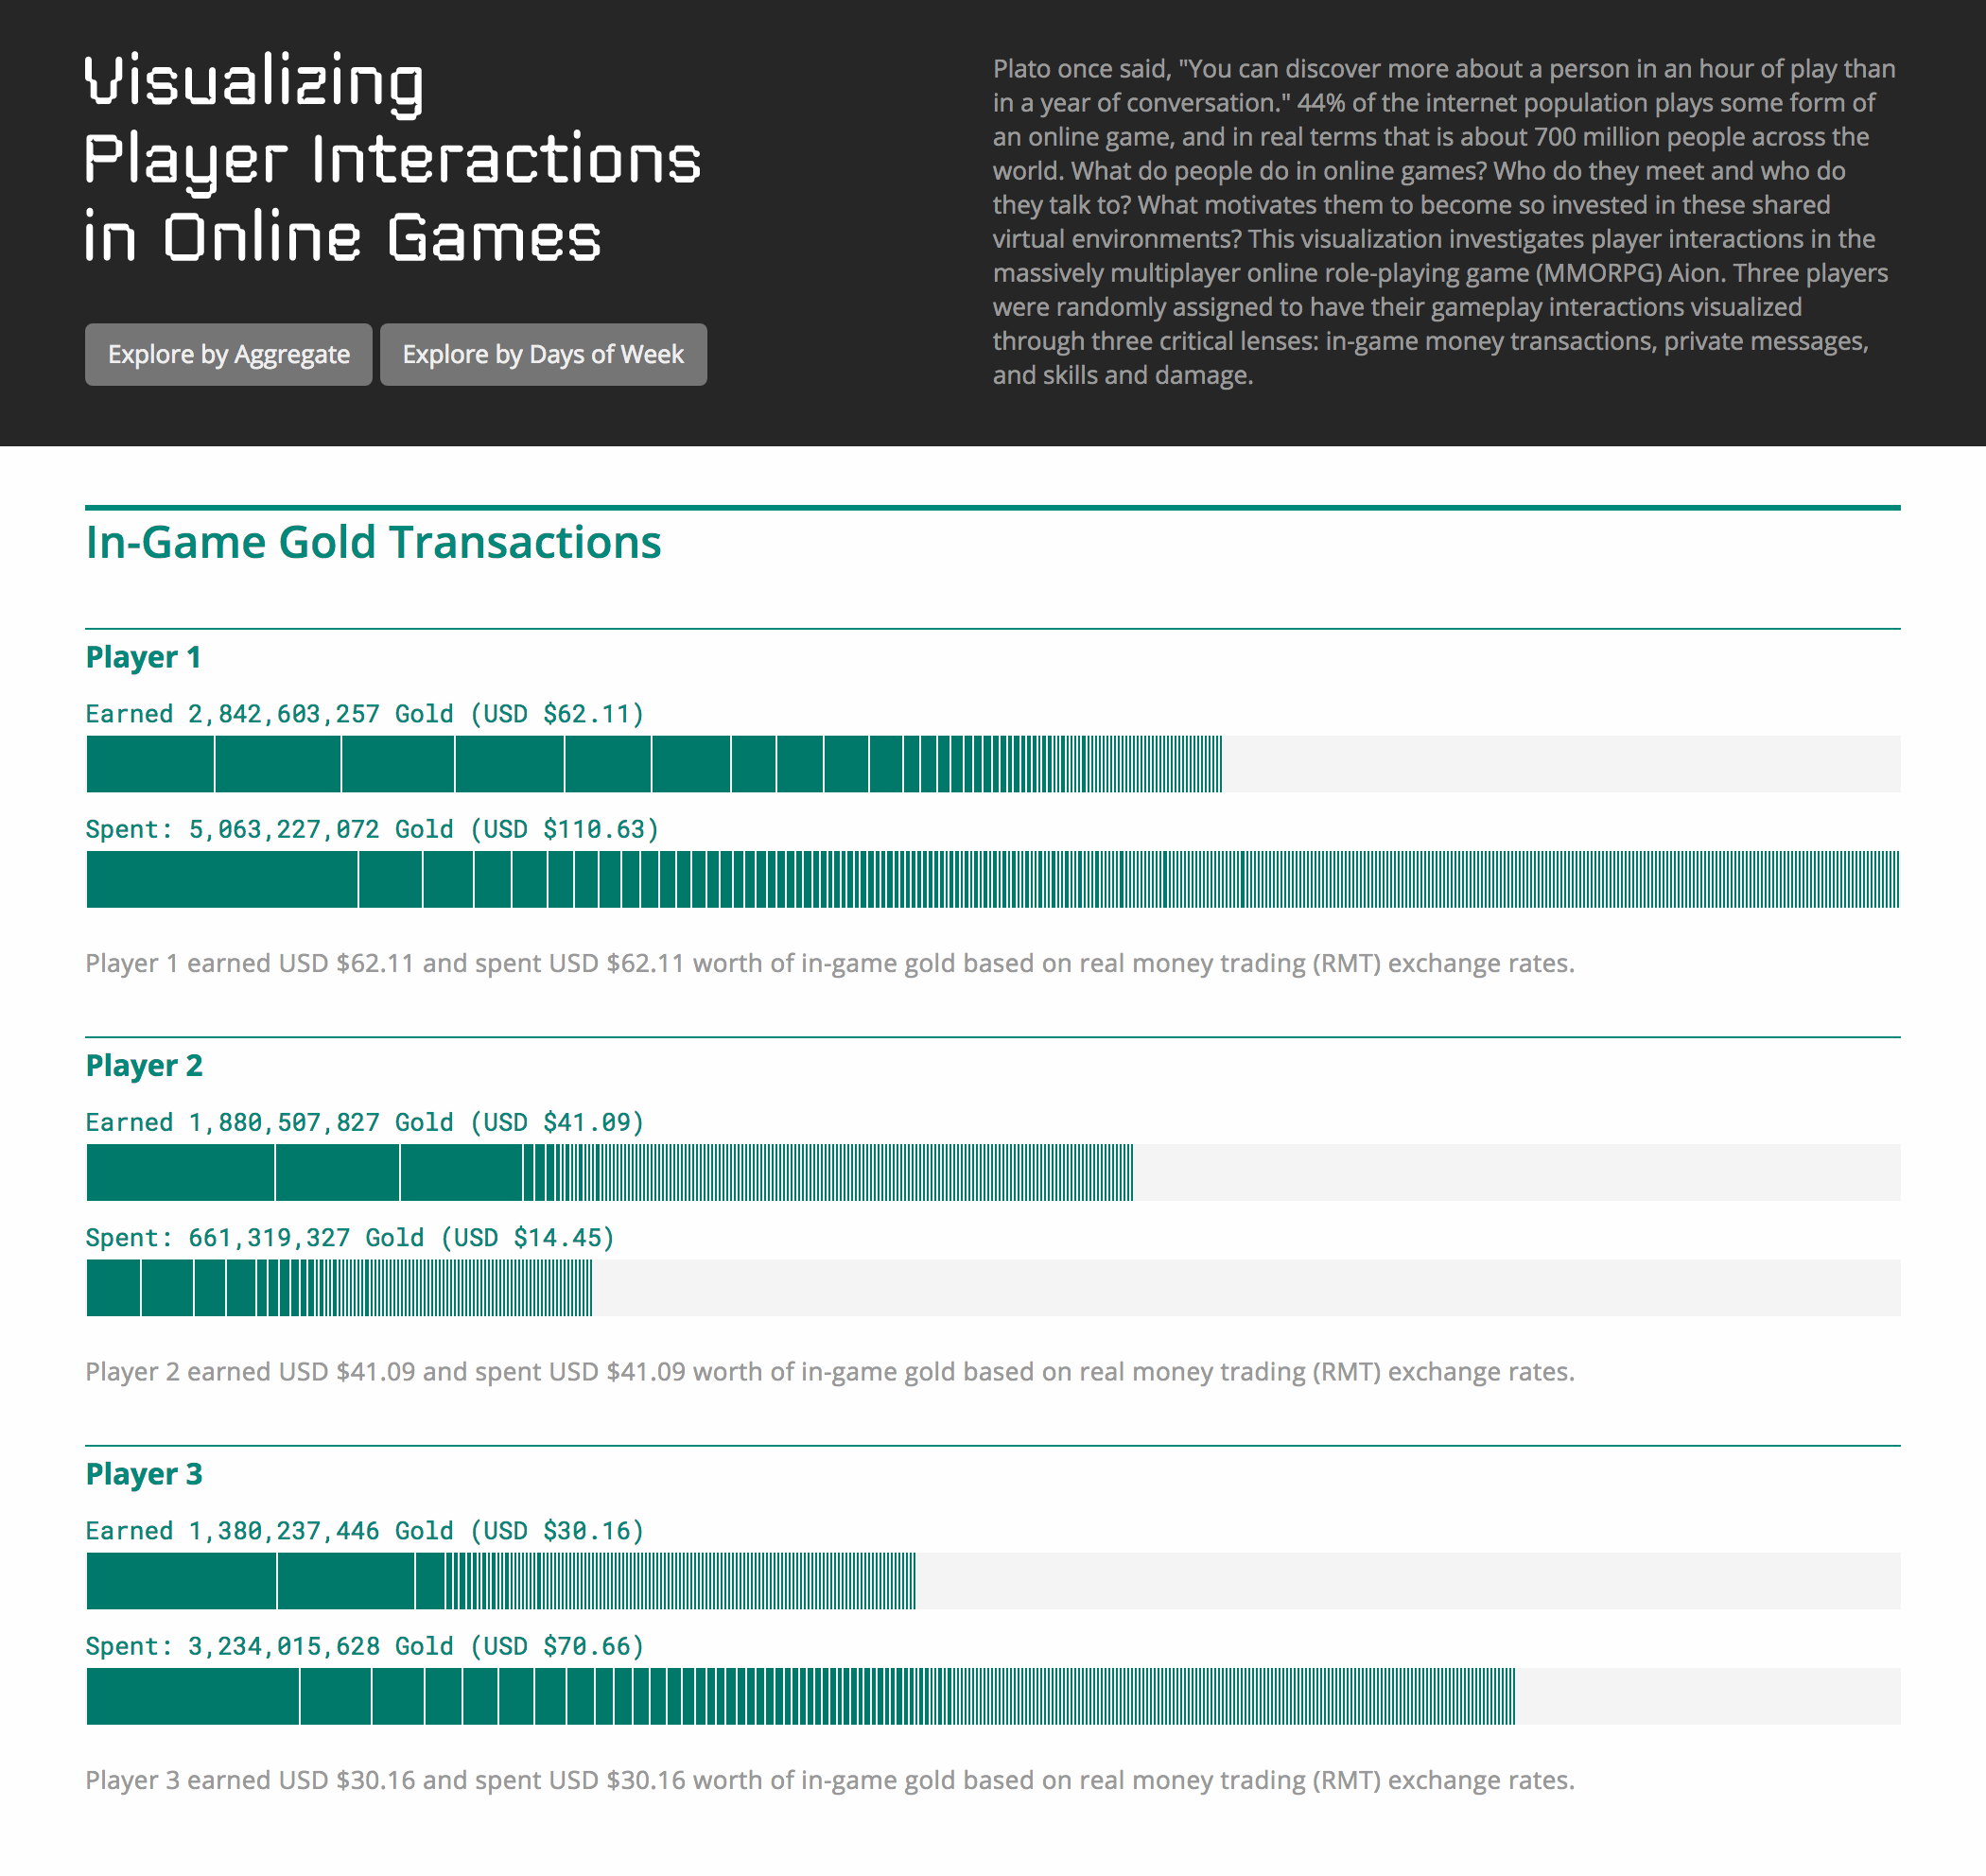 Visualizing
Player Interactions
in Online Games
Explore by Aggregate
Explore by Days of Week
Plato once said, "You can discover more about a person in an hour of play than
in a year of conversation." 44% of the internet population plays some form of
an online game, and in real terms that is about 700 million people across the
world. What do people do in online games? Who do they meet and who do
they talk to? What motivates them to become so invested in these shared
virtual environments? This visualization investigates player interactions in the
massively multiplayer online role-playing game (MMORPG) Aion. Three players
were randomly assigned to have their gameplay interactions visualized
through three critical lenses: in-game money transactions, private messages,
and skills and damage.
In-Game Gold Transactions
Player 1
Earned 2,842,603,257 Gold (USD $62.11)
Spent: 5,063,227,072 Gold (USD $110.63)
Player 1 earned USD $62.11 and spent USD $62.11 worth of in-game gold based on real money trading (RMT) exchange rates.
Player 2
Earned 1,880,507,827 Gold (USD $41.09)
Spent: 661,319,327 Gold (USD $14.45)
Player 2 earned USD $41.09 and spent USD $41.09 worth of in-game gold based on real money trading (RMT) exchange rates.
Player 3
Earned 1,380,237,446 Gold (USD $30.16)
Spent: 3,234,015,628 Gold (USD $70.66)
Player 3 earned USD $30.16 and spent USD $30.16 worth of in-game gold based on real money trading (RMT) exchange rates.